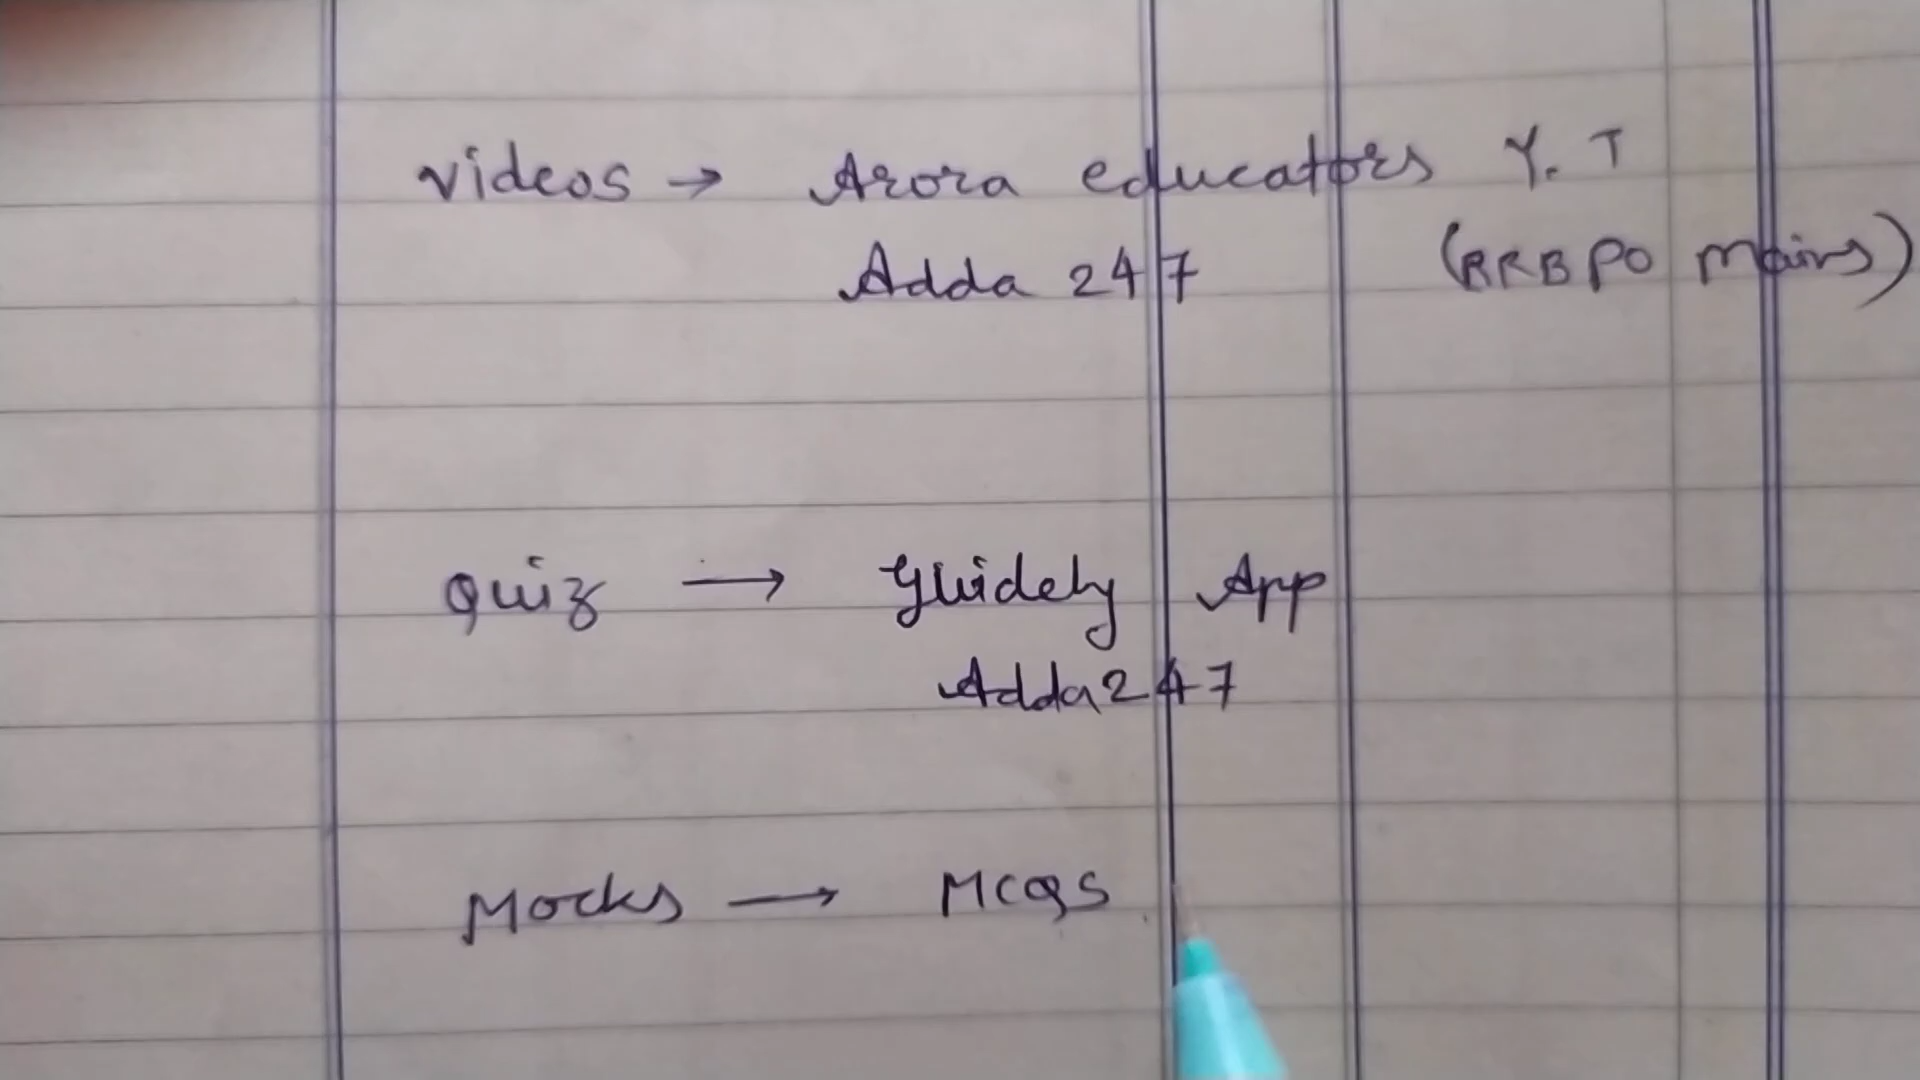 Videos → Arora educators Y. T
Adda 247 (RRB PO Mains)
Quiz → Guidely App
Adda247
Mocks → MCQS